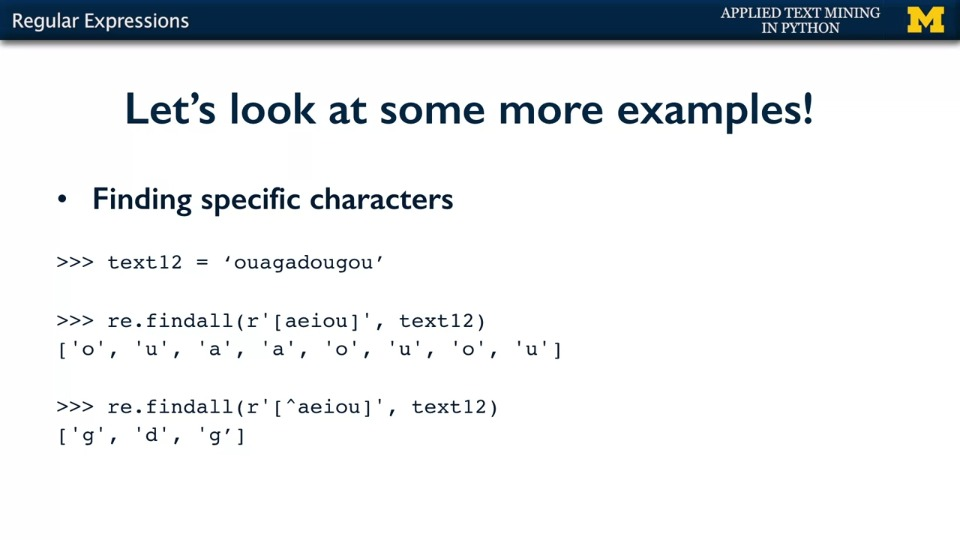 Regular Expressions
APPLIED TEXT MINING
IN PYTHON
M
Let's look at some more examples!
• Finding specific characters
>>> text12 = ‘ouagadougou’
>>> re.findall(r'[aeiou]', text12)
['o', 'u', 'a', 'a', 'o', 'u', 'o', 'u']
>>> re.findall(r'[^aeiou]', text12)
['g', 'd', 'g’]